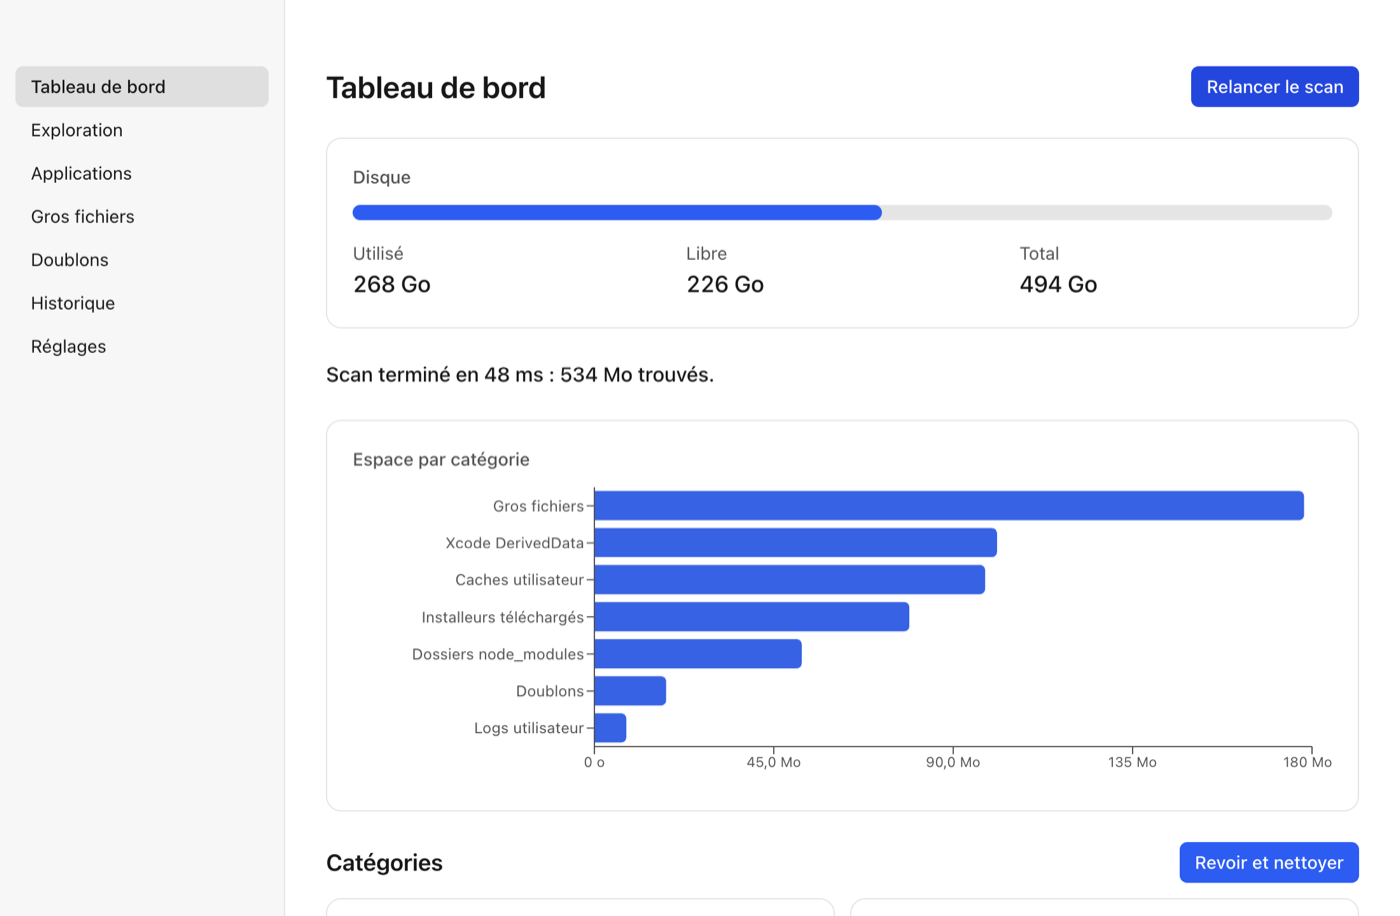 Tableau de bord
Exploration
Applications
Gros fichiers
Doublons
Historique
Réglages
Tableau de bord
Relancer le scan
Disque
Utilisé
Libre
Total
268 Go
226 Go
494 Go
Scan terminé en 48 ms : 534 Mo trouvés.
Espace par catégorie
Gros fichiers
Xcode DerivedData
Caches utilisateur
Installeurs téléchargés
Dossiers node_modules
Doublons
Logs utilisateur
0 o
45,0 Mo
90,0 Mo
135 Mo
180 Mo
Catégories
Revoir et nettoyer